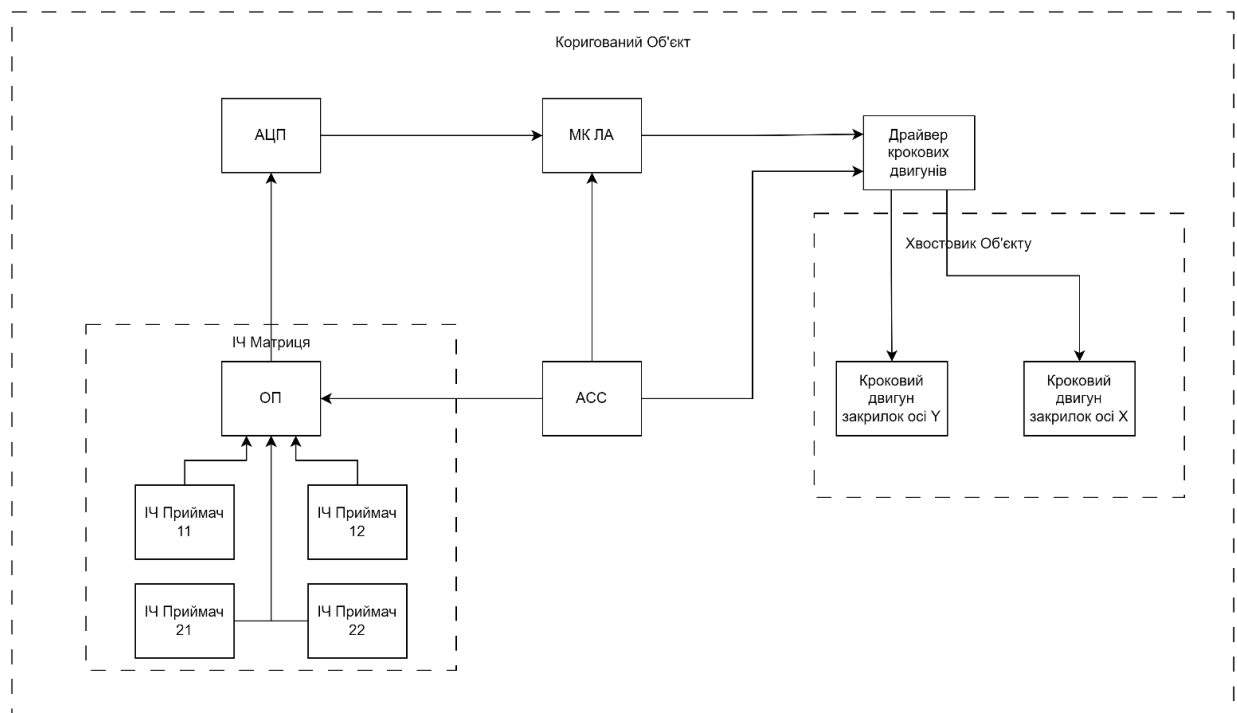 Коригований Об'єкт
АЦП
МК ЛА
Драйвер
крокових
двигунів
Хвостовик Об'єкту
ІЧ Матриця
ОП
АСС
Кроковий
двигун
закрилок осі Y
Кроковий
двигун
закрилок осі X
ІЧ Приймач
11
ІЧ Приймач
12
ІЧ Приймач
21
ІЧ Приймач
22